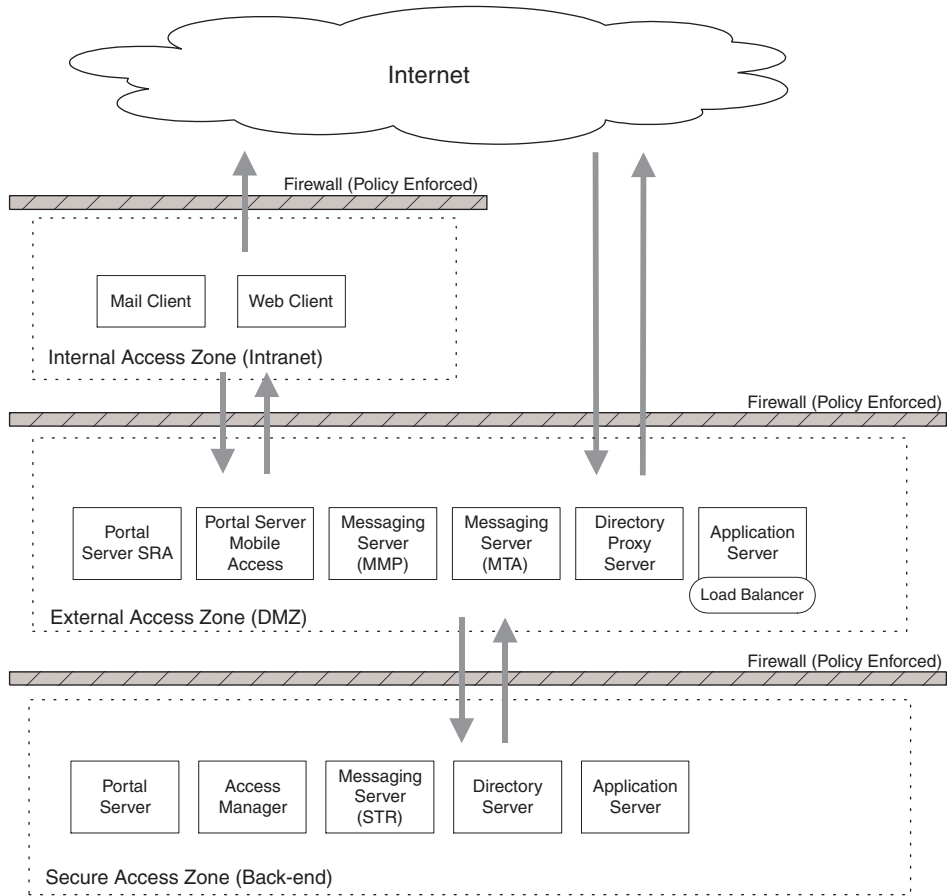 Internet
Firewall (Policy Enforced)
Mail Client
Web Client
Internal Access Zone (Intranet)
Firewall (Policy Enforced)
Portal
Server SRA
Portal Server
Mobile
Access
Messaging
Server
(MMP)
Messaging
Server
(MTA)
Directory
Proxy
Server
Application
Server
Load Balancer
External Access Zone (DMZ)
Firewall (Policy Enforced)
Portal
Server
Access
Manager
Messaging
Server
(STR)
Directory
Server
Application
Server
Secure Access Zone (Back-end)